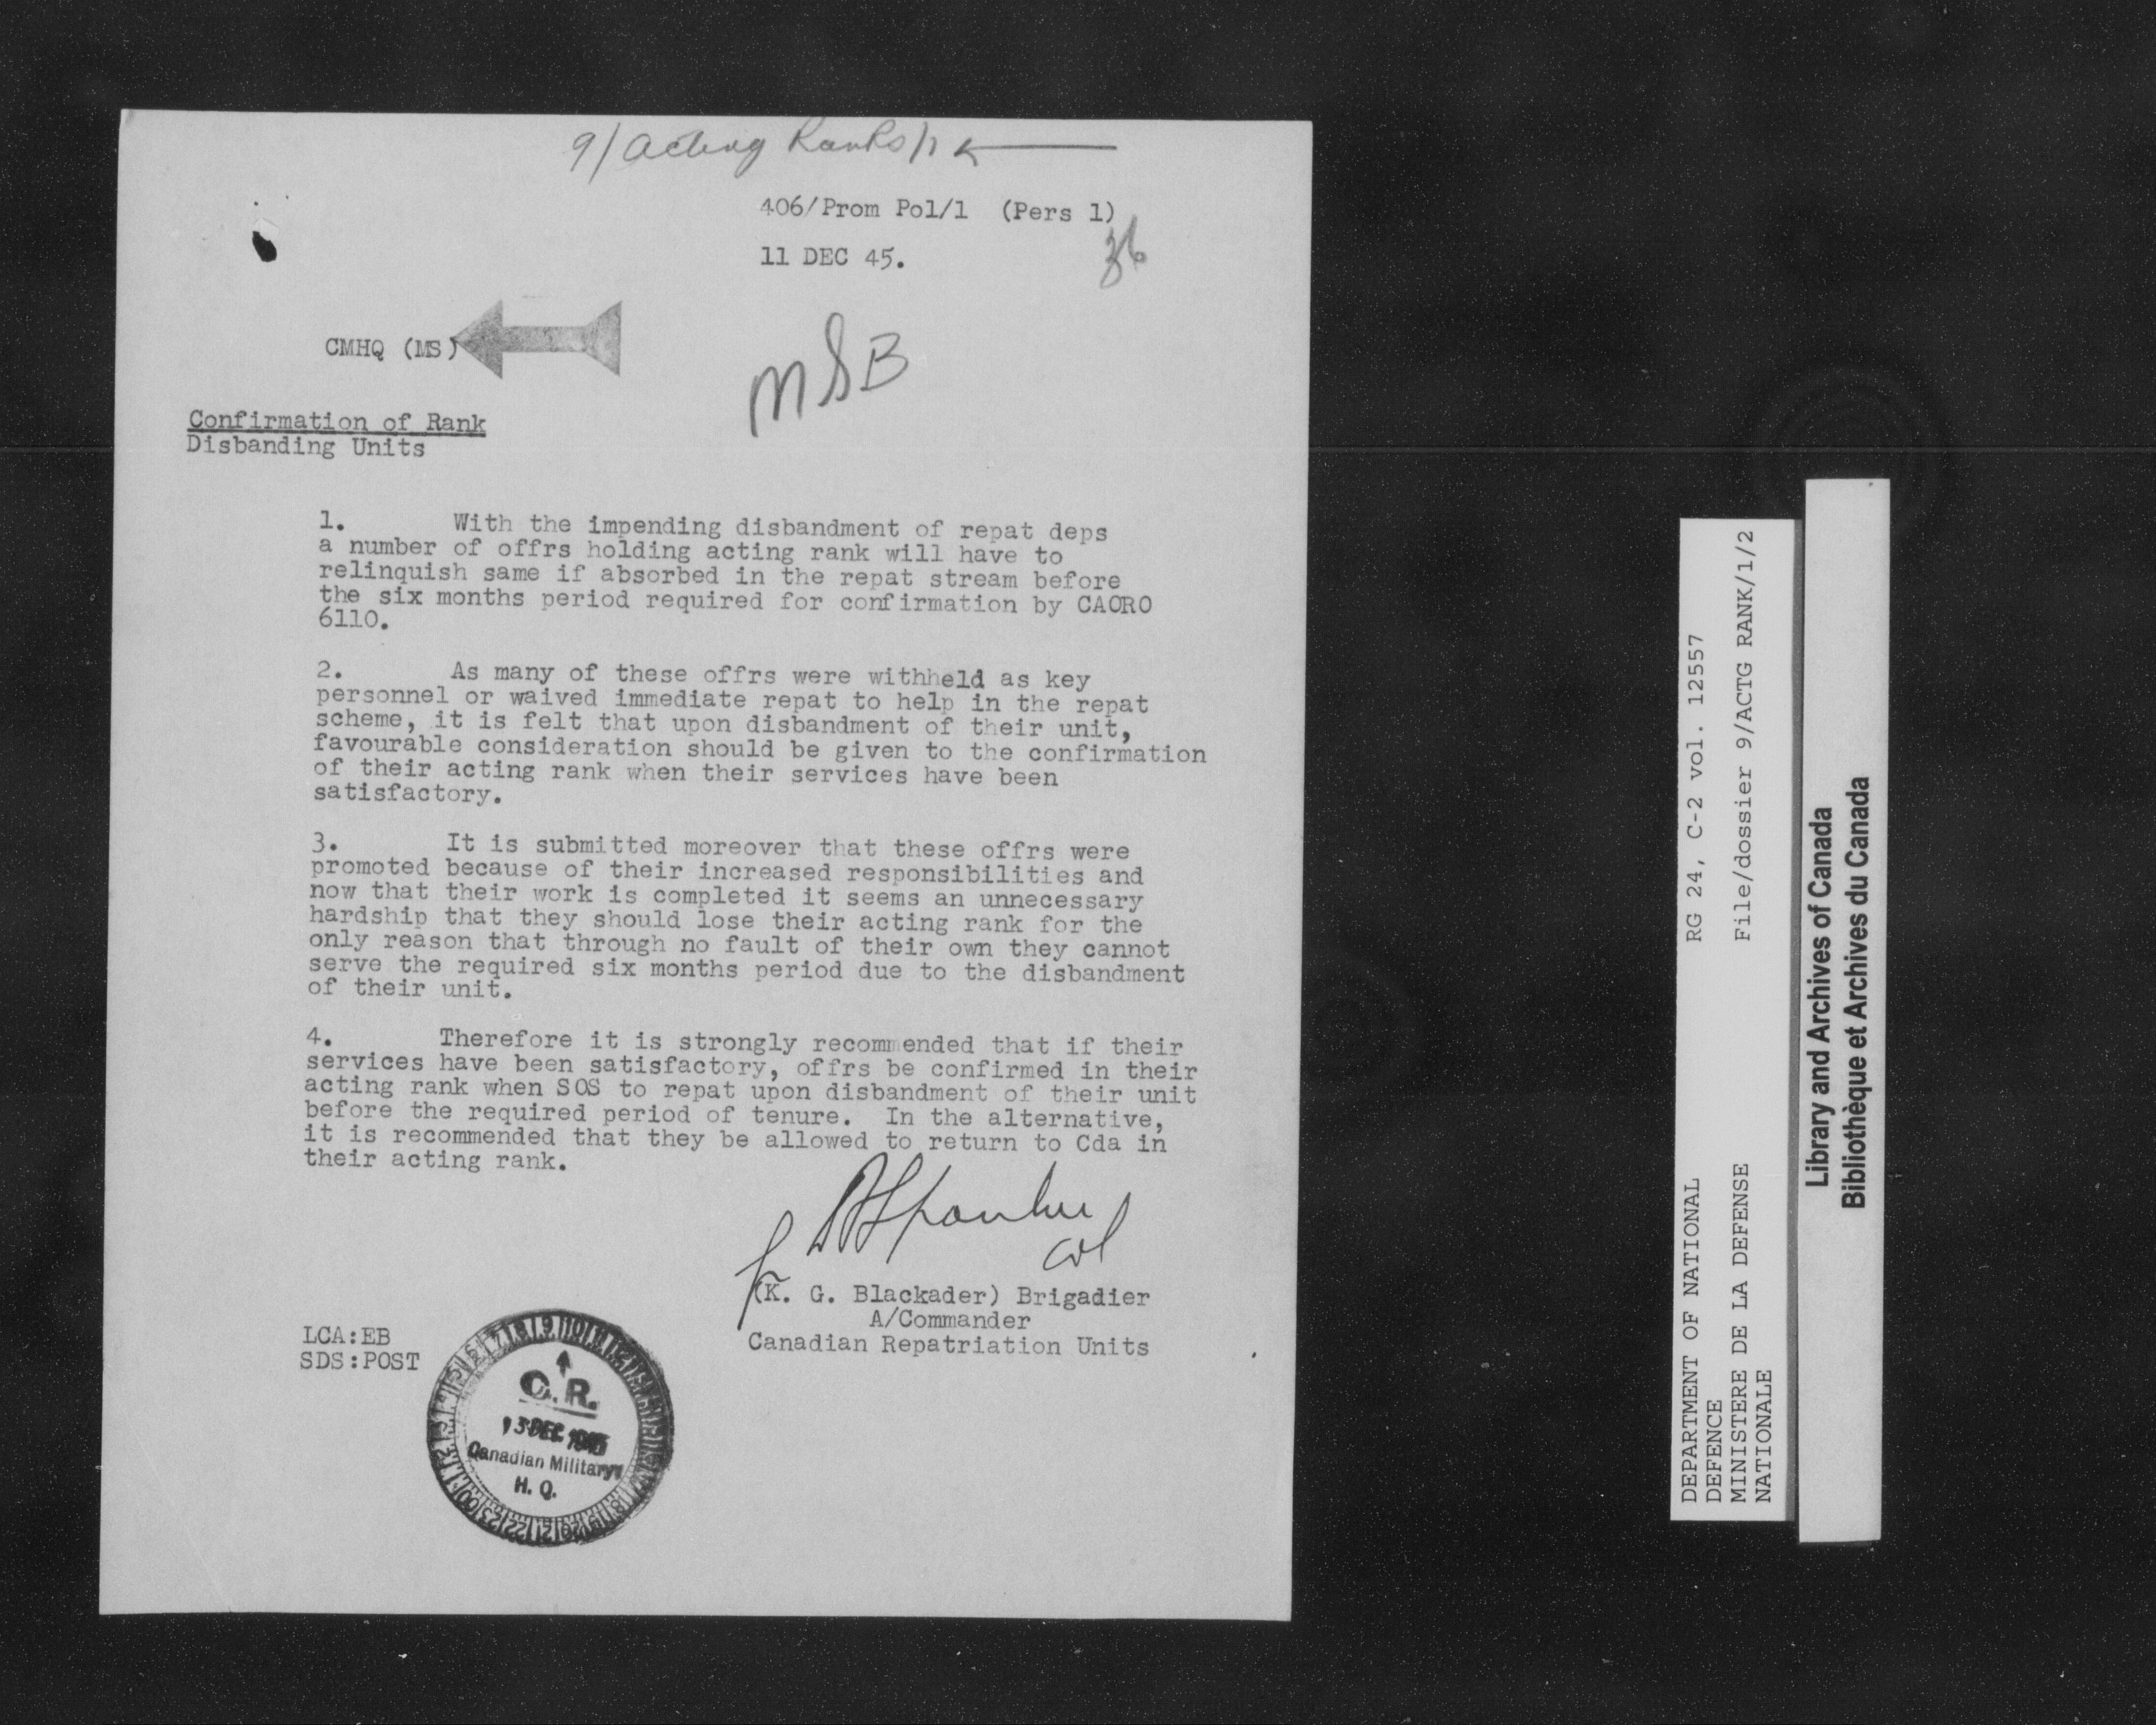 9/Acting Ranks/1
406/Prom Pol/1 (Pers 1)
36
11 DEC 45.
CMHQ (MS)
MSB
Confirmation of Rank
Disbanding Units
1. With the impending disbandment of repat deps
a number of offrs holding acting rank will have to
relinquish same if absorbed in the repat stream before
the six months period required for confirmation by CAORO
6110.
2. As many of these offrs were withheld as key
personnel or waived immediate repat to help in the repat
scheme, it is felt that upon disbandment of their unit,
favourable consideration should be given to the confirmation
of their acting rank when their services have been
satisfactory.
3. It is submitted moreover that these offrs were
promoted because of their increased responsibilities and
now that their work is completed it seems an unnecessary
hardship that they should lose their acting rank for the
only reason that through no fault of their own they cannot
serve the required six months period due to the disbandment
of their unit.
4. Therefore it is strongly recommended that if their
services have been satisfactory, offrs be confirmed in their
acting rank when SOS to repat upon disbandment of their unit
before the required period of tenure. In the alternative,
it is recommended that they be allowed to return to Cda in
their acting rank.
Col
(K. G. Blackader) Brigadier
A/Commander
Canadian Repatriation Units
LCA:EB
SDS:POST
C.R.
13 DEC 1945
Canadian Military
H. Q.
DEPARTMENT OF NATIONAL
DEFENCE
MINISTERE DE LA DEFENSE
NATIONALE
RG 24, C-2 vol. 12557
File/dossier 9/ACTG RANK/1/2
Library and Archives of Canada
Bibliothèque et Archives du Canada